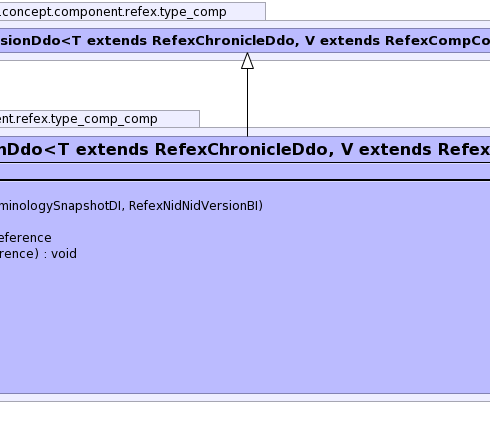 .concept.component.refex.type_comp
sionDdo<T extends RefexChronicleDdo, V extends RefexCompCo
ent.refex.type_comp_comp
nDdo<T extends RefexChronicleDdo, V extends Refex
minologySnapshotDI, RefexNidNidVersionBI)
eference
rence) : void